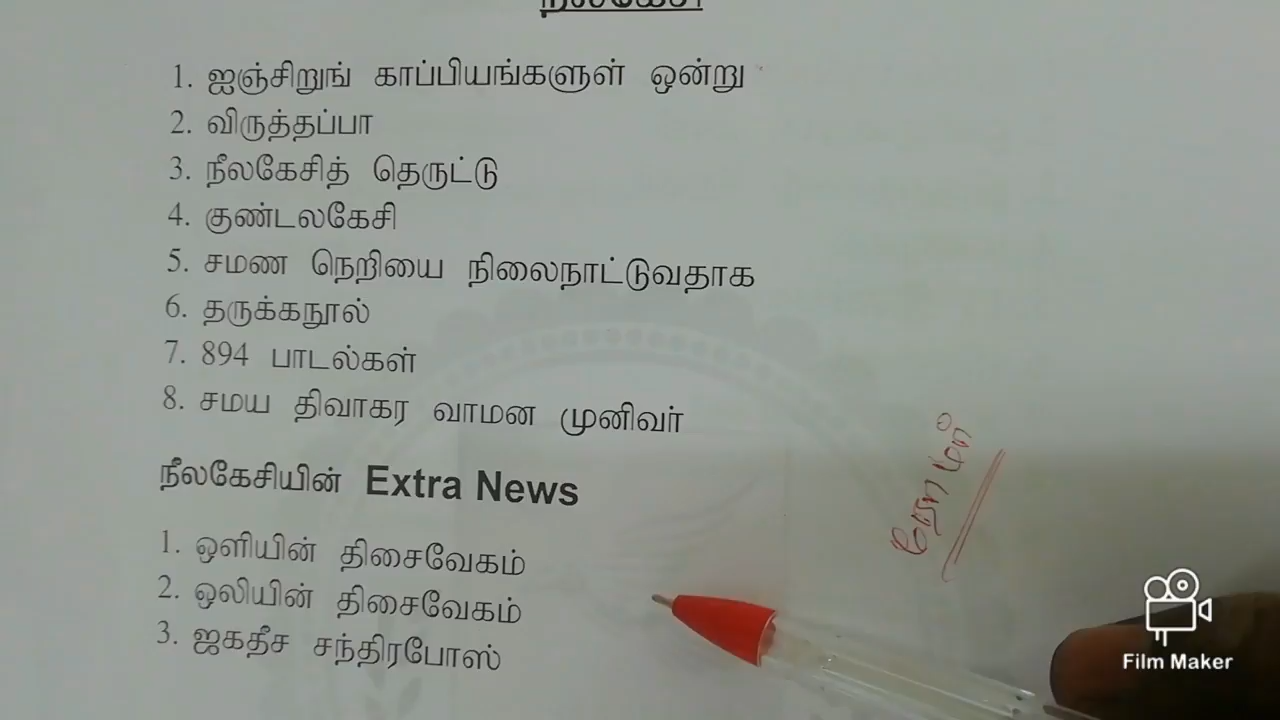 நீலகேசி
1. ஐஞ்சிறுங் காப்பியங்களுள் ஒன்று
2. விருத்தப்பா
3. நீலகேசித் தெருட்டு
4. குண்டலகேசி
5. சமண நெறியை நிலைநாட்டுவதாக
6. தருக்கநூல்
7. 894 பாடல்கள்
8. சமய திவாகர வாமன முனிவர்
நீலகேசியின் Extra News
1. ஒளியின் திசைவேகம்
2. ஒலியின் திசைவேகம்
3. ஜகதீச சந்திரபோஸ்
Film Maker